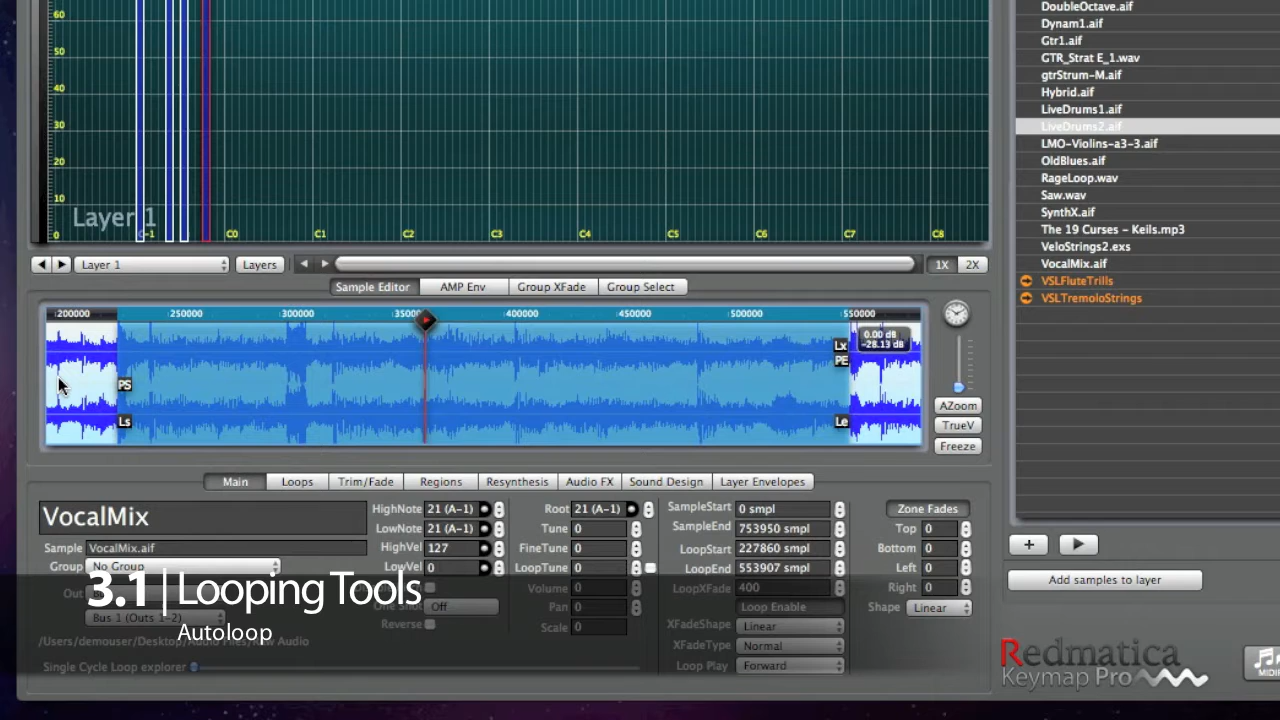 60
50
40
30
20
10
0
Layer 1
C-1 C0 C1 C2 C3 C4 C5 C6 C7 C8
Layer 1 Layers 1X 2X
Sample Editor AMP Env Group XFade Group Select
200000 250000 300000 350000 400000 450000 500000 550000
0.00 dB
-28.13 dB
Lx
PE
PS
Ls Le
AZoom
TrueV
Freeze
Main Loops Trim/Fade Regions Resynthesis Audio FX Sound Design Layer Envelopes
VocalMix
Sample VocalMix.aif
Group No Group
Out
Bus 1 (Outs 1-2)
HighNote 21 (A-1)
LowNote 21 (A-1)
HighVel 127
LowVel 0
Off
Reverse
Root 21 (A-1)
Tune 0
FineTune 0
LoopTune 0
Volume 0
Pan 0
Scale 0
SampleStart 0 smpl
SampleEnd 753950 smpl
LoopStart 227860 smpl
LoopEnd 553907 smpl
LoopXFade 400
Loop Enable
XFadeShape Linear
XFadeType Normal
Loop Play Forward
Zone Fades
Top 0
Bottom 0
Left 0
Right 0
Shape Linear
3.1 | Looping Tools
Autoloop
Single Cycle Loop explorer
DoubleOctave.aif
Dynam1.aif
Gtr1.aif
GTR_Strat E_1.wav
gtrStrum-M.aif
Hybrid.aif
LiveDrums1.aif
LiveDrums2.aif
LMO-Violins-a3-3.aif
OldBlues.aif
RageLoop.wav
Saw.wav
SynthX.aif
The 19 Curses - Keils.mp3
VeloStrings2.exs
VocalMix.aif
VSLFluteTrills
VSLTremoloStrings
+
Add samples to layer
Redmatica
Keymap Pro
MIDI